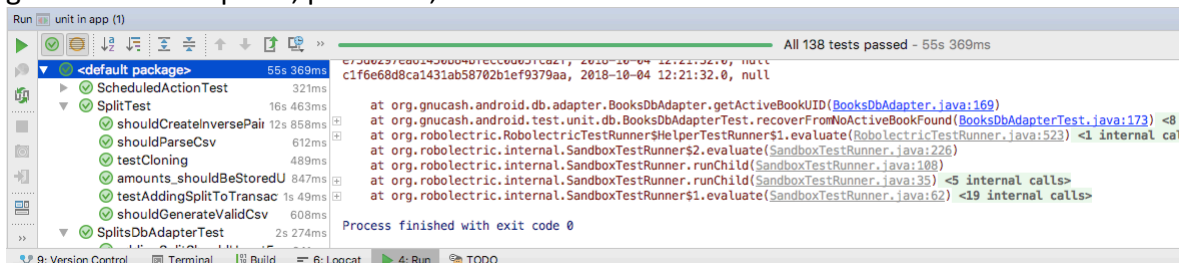 Run unit in app (1)
All 138 tests passed - 55s 369ms
<default package> 55s 369ms
ScheduledActionTest 321ms
SplitTest 16s 463ms
shouldCreateInversePair 12s 858ms
shouldParseCsv 612ms
testCloning 489ms
amounts_shouldBeStoredU 847ms
testAddingSplitToTransac 1s 49ms
shouldGenerateValidCsv 608ms
SplitsDbAdapterTest 2s 274ms
c1f6e68d8ca1431ab58702b1ef9379aa, 2018-10-04 12:21:32.0, null
at org.gnucash.android.db.adapter.BooksDbAdapter.getActiveBookUID(BooksDbAdapter.java:169)
at org.gnucash.android.test.unit.db.BooksDbAdapterTest.recoverFromNoActiveBookFound(BooksDbAdapterTest.java:173) <8
at org.robolectric.RobolectricTestRunner$HelperTestRunner$1.evaluate(RobolectricTestRunner.java:523) <1 internal cal
at org.robolectric.internal.SandboxTestRunner$2.evaluate(SandboxTestRunner.java:226)
at org.robolectric.internal.SandboxTestRunner.runChild(SandboxTestRunner.java:108)
at org.robolectric.internal.SandboxTestRunner.runChild(SandboxTestRunner.java:35) <5 internal calls>
at org.robolectric.internal.SandboxTestRunner$1.evaluate(SandboxTestRunner.java:62) <19 internal calls>
Process finished with exit code 0
9: Version Control Terminal Build 6: Logcat 4: Run TODO